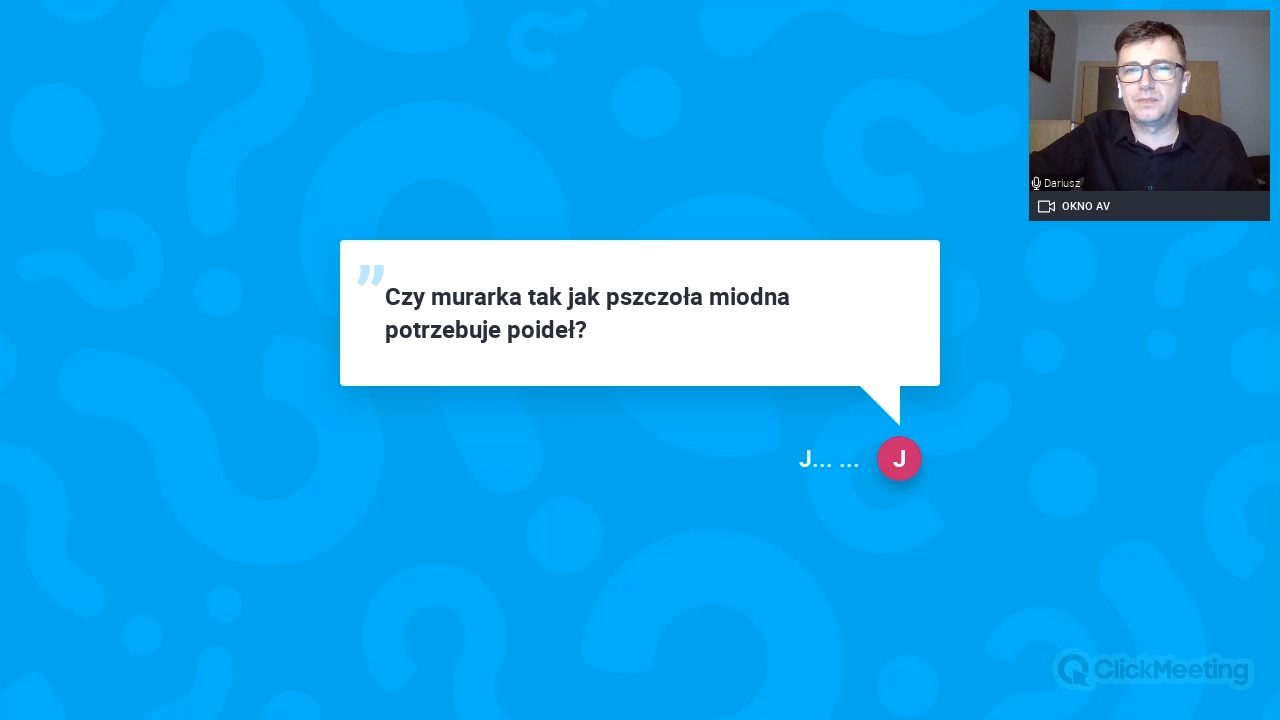 Dariusz
OKNO AV
” Czy murarka tak jak pszczoła miodna
potrzebuje poideł?
J... ... J
ClickMeeting